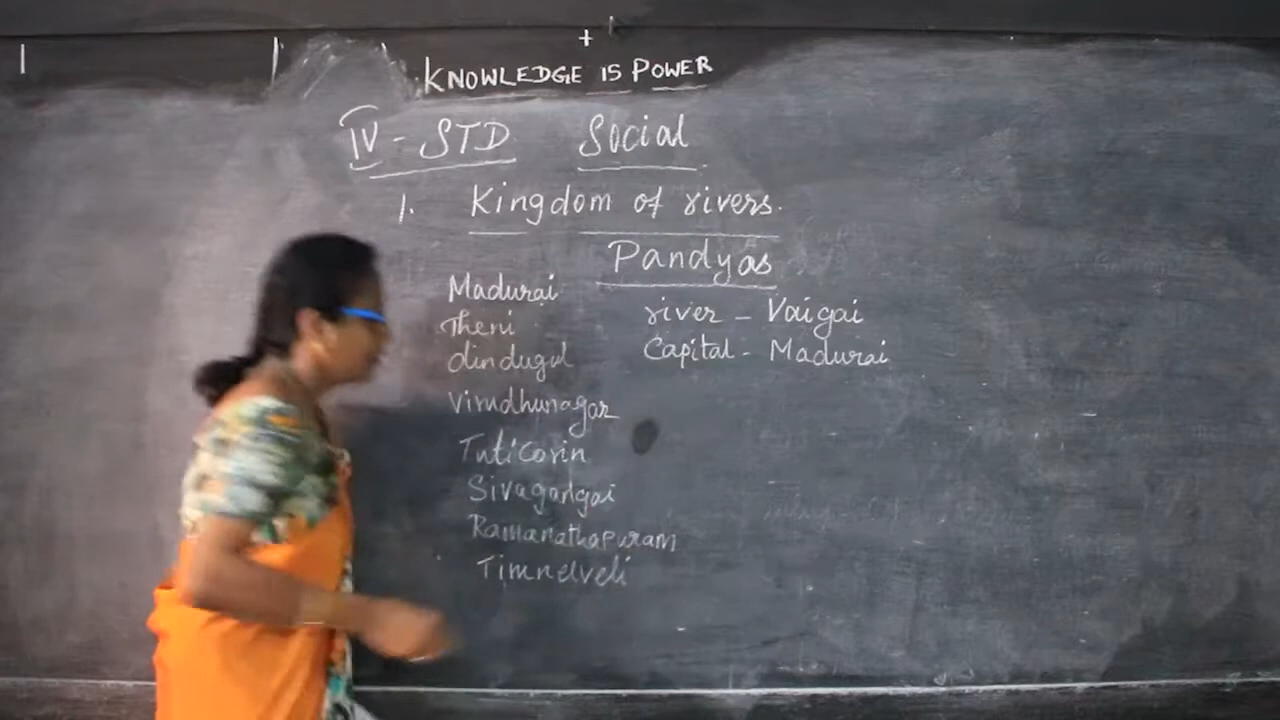 KNOWLEDGE IS POWER
IV - STD Social
1. Kingdom of rivers.
Pandyas
Madurai
Theni
dindugul
Virudhunagar
Tuticorin
Sivagangai
Ramanathapuram
Tirunelveli
river - Vaigai
Capital - Madurai